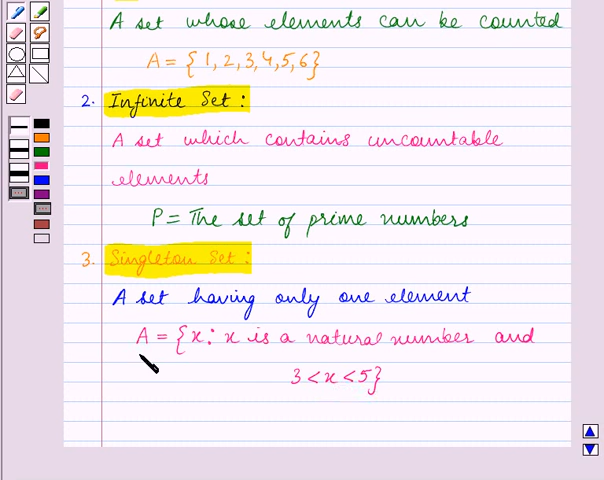 A set whose elements can be counted
A = {1, 2, 3, 4, 5, 6}
2. Infinite Set :
A set which contains uncountable
elements
P = The set of prime numbers
3. Singleton Set :
A set having only one element
A = {x : x is a natural number and
3 < x < 5}